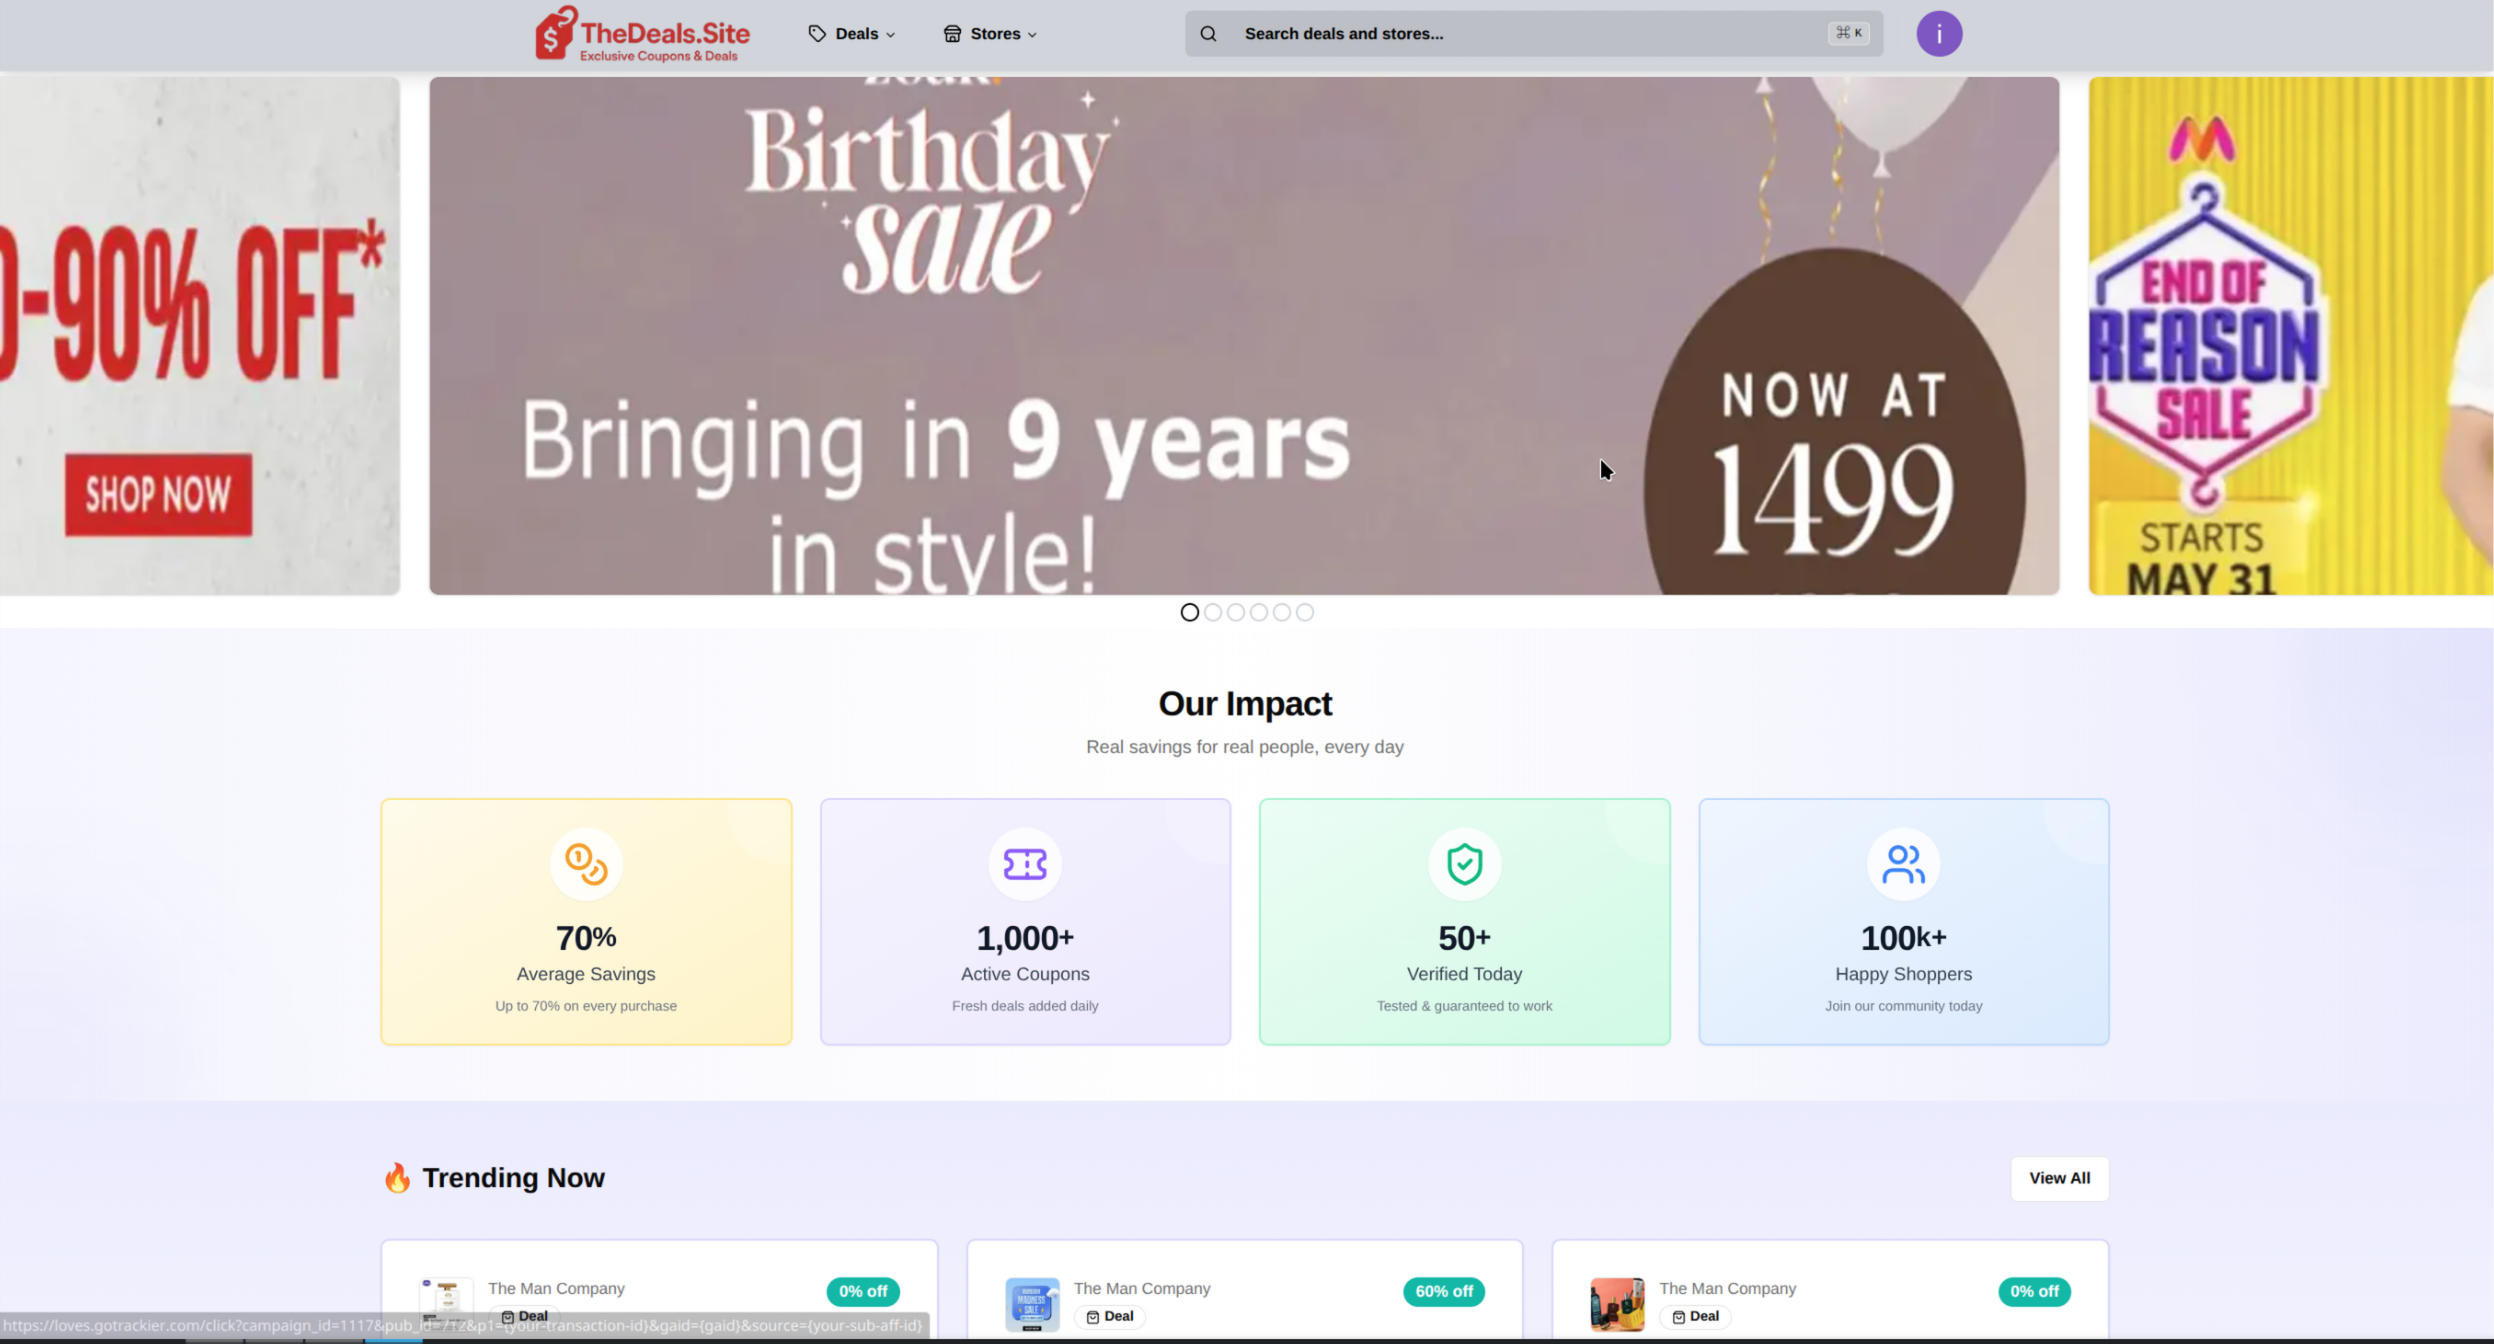 TheDeals.Site
Exclusive Coupons & Deals
Deals
Stores
Search deals and stores...
⌘ K
i
-90% OFF*
SHOP NOW
Birthday
sale
Bringing in 9 years
in style!
NOW AT
1499
END OF
REASON
SALE
STARTS
MAY 31
Our Impact
Real savings for real people, every day
70%
Average Savings
Up to 70% on every purchase
1,000+
Active Coupons
Fresh deals added daily
50+
Verified Today
Tested & guaranteed to work
100k+
Happy Shoppers
Join our community today
🔥 Trending Now
View All
The Man Company
0% off
Deal
The Man Company
60% off
Deal
The Man Company
0% off
Deal
MADNESS
SALE
https://loves.gotrackier.com/click?campaign_id=1117&pub_id=712&p1={your-transaction-id}&gaid={gaid}&source={your-sub-aff-id}